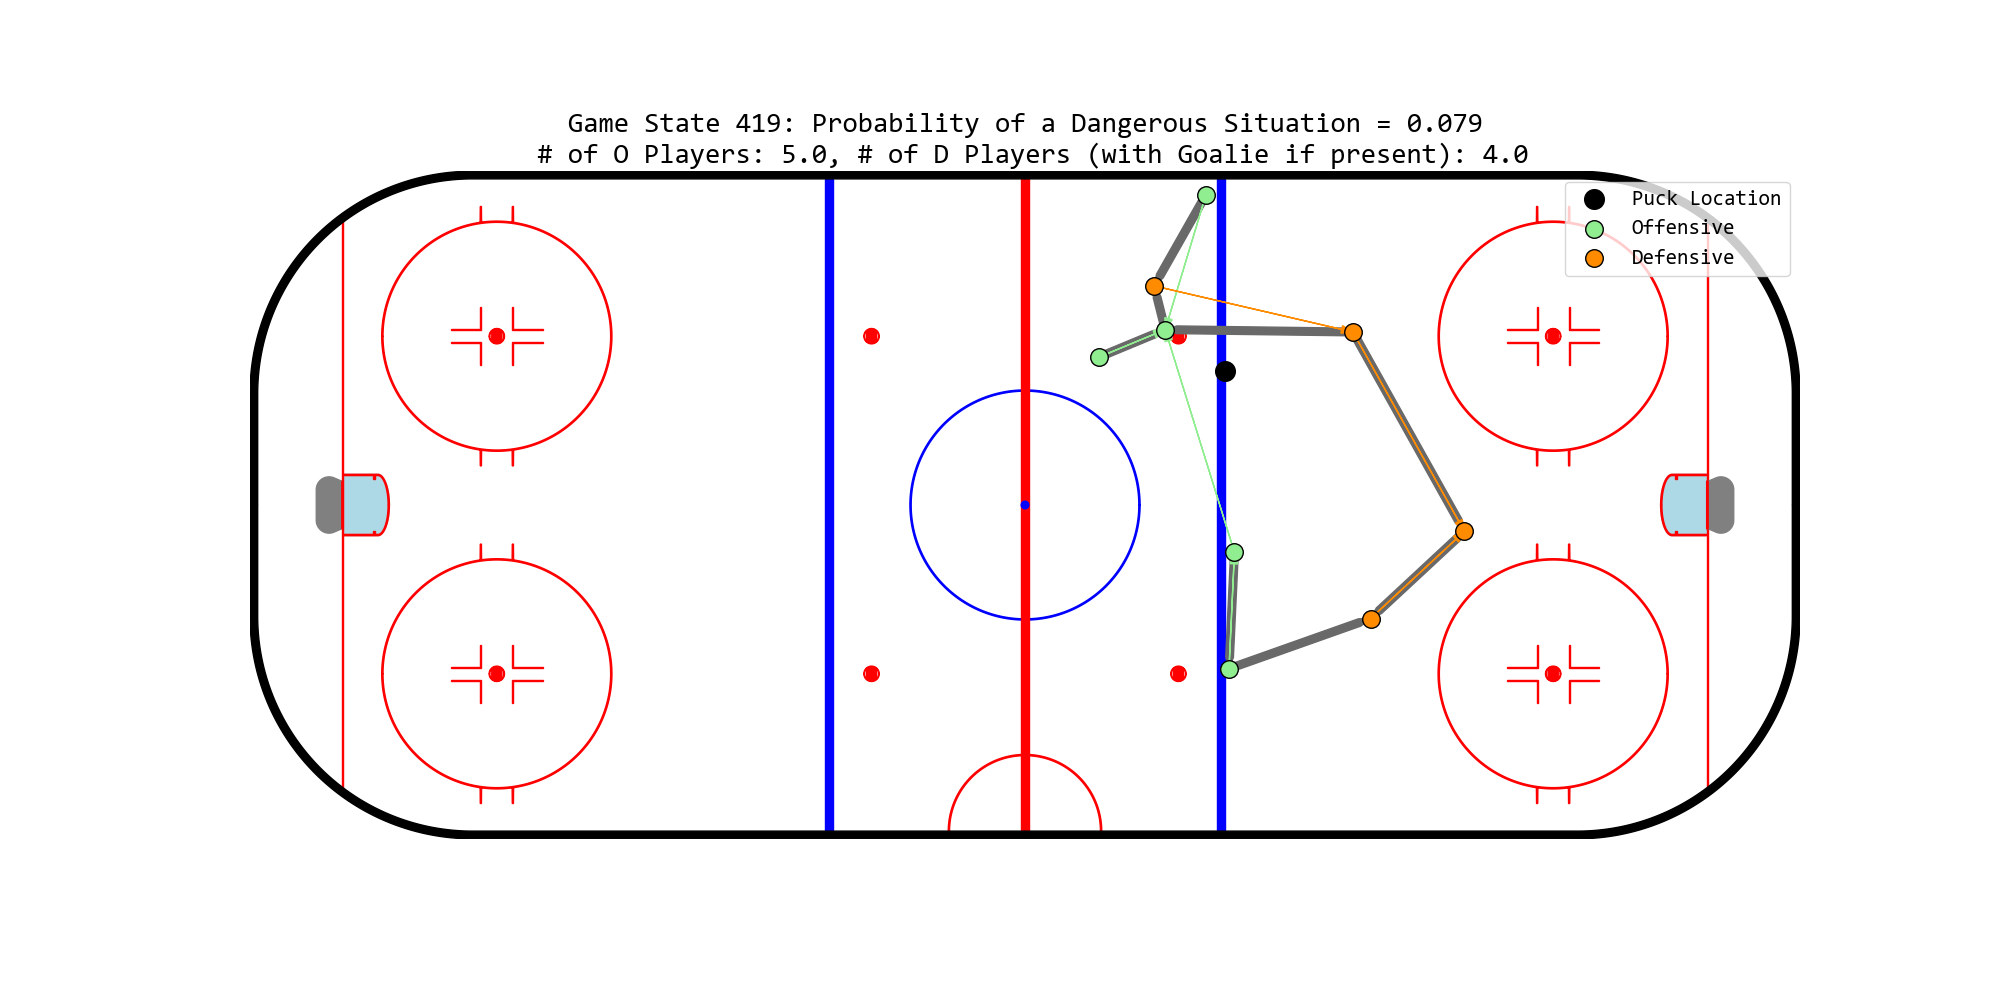 Game State 419: Probability of a Dangerous Situation = 0.079
# of O Players: 5.0, # of D Players (with Goalie if present): 4.0
Puck Location
Offensive
Defensive